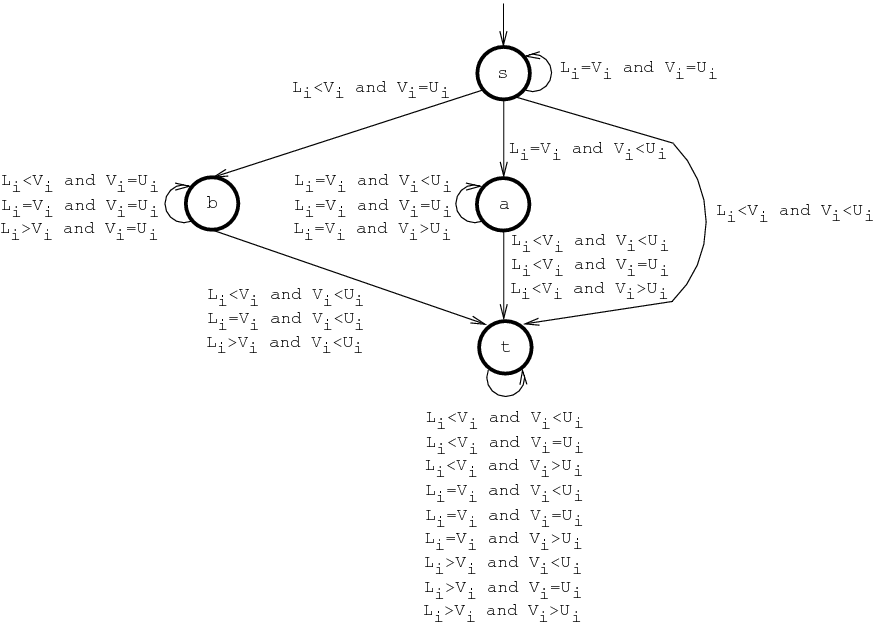 s
L_i=V_i and V_i=U_i
L_i<V_i and V_i=U_i
L_i=V_i and V_i<U_i
L_i<V_i and V_i=U_i
L_i=V_i and V_i=U_i
L_i>V_i and V_i=U_i
b
L_i=V_i and V_i<U_i
L_i=V_i and V_i=U_i
L_i=V_i and V_i>U_i
a
L_i<V_i and V_i<U_i
L_i<V_i and V_i<U_i
L_i<V_i and V_i=U_i
L_i<V_i and V_i>U_i
L_i<V_i and V_i<U_i
L_i=V_i and V_i<U_i
L_i>V_i and V_i<U_i
t
L_i<V_i and V_i<U_i
L_i<V_i and V_i=U_i
L_i<V_i and V_i>U_i
L_i=V_i and V_i<U_i
L_i=V_i and V_i=U_i
L_i=V_i and V_i>U_i
L_i>V_i and V_i<U_i
L_i>V_i and V_i=U_i
L_i>V_i and V_i>U_i